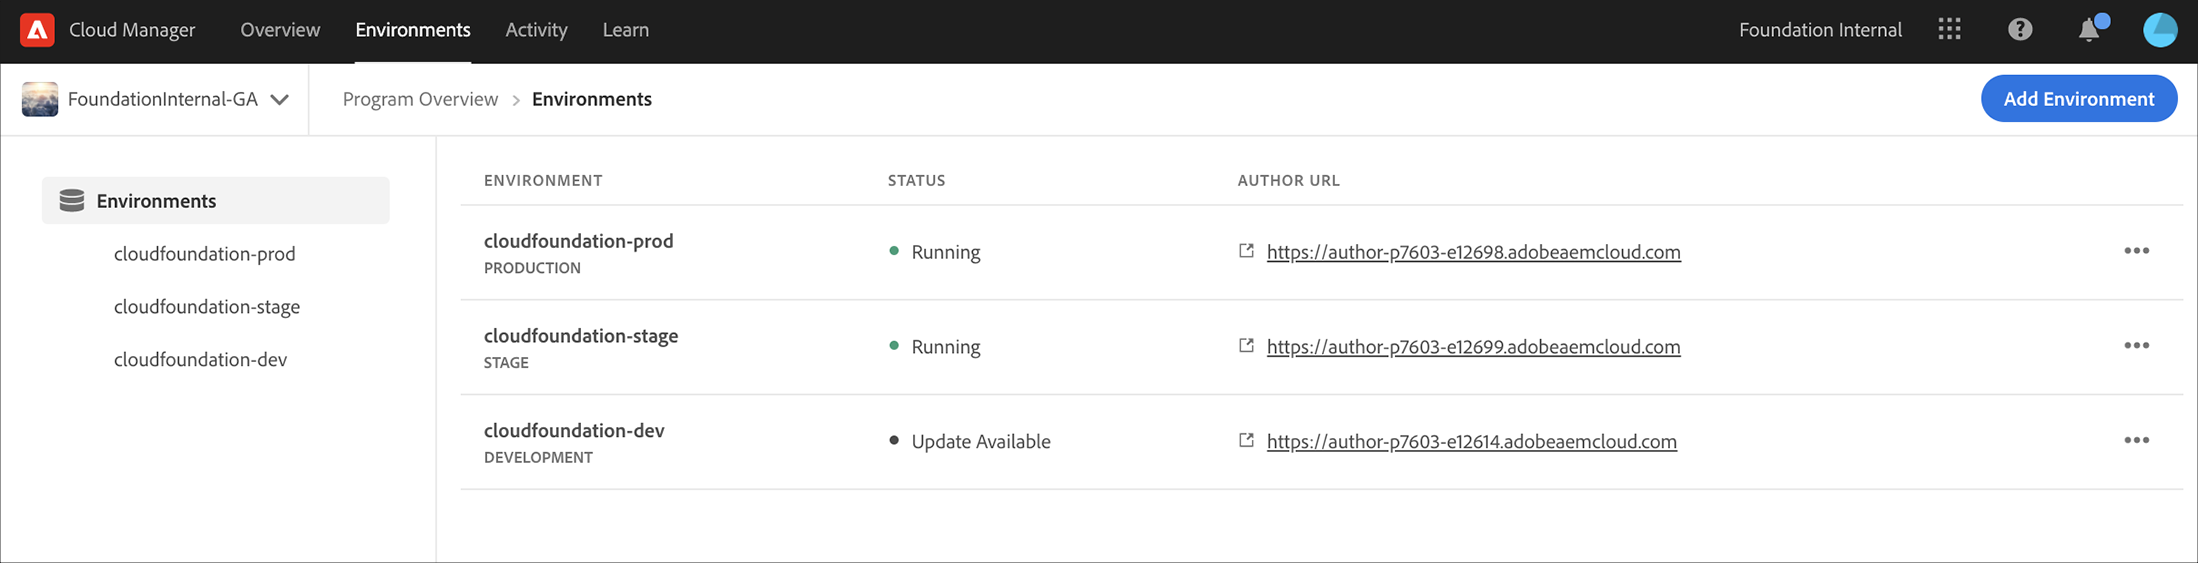 Cloud Manager Overview Environments Activity Learn Foundation Internal
FoundationInternal-GA Program Overview > Environments Add Environment
Environments
cloudfoundation-prod
cloudfoundation-stage
cloudfoundation-dev
ENVIRONMENT STATUS AUTHOR URL
cloudfoundation-prod
PRODUCTION
Running https://author-p7603-e12698.adobeaemcloud.com
cloudfoundation-stage
STAGE
Running https://author-p7603-e12699.adobeaemcloud.com
cloudfoundation-dev
DEVELOPMENT
Update Available https://author-p7603-e12614.adobeaemcloud.com